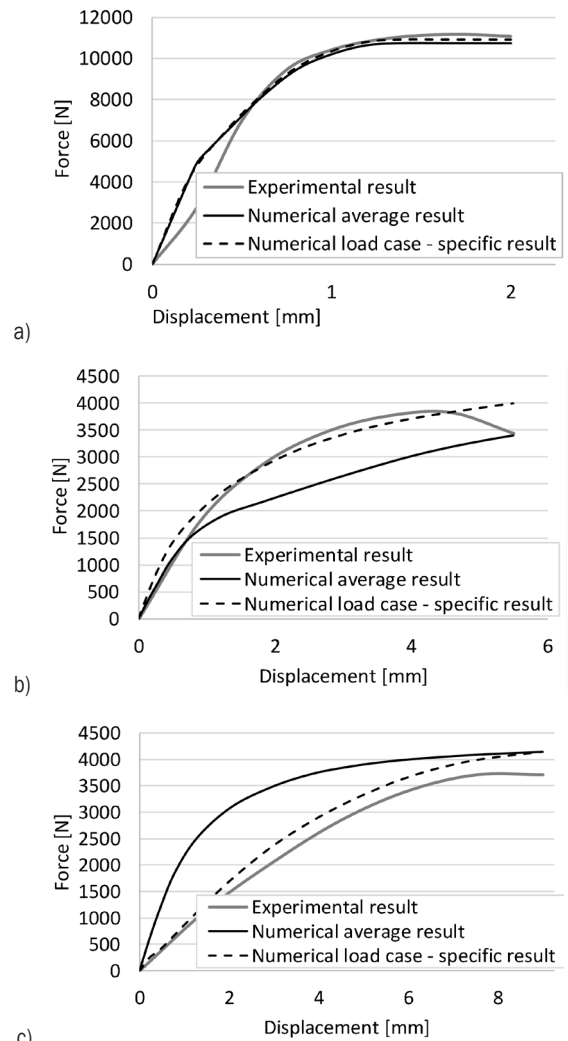 12000
10000
8000
6000
4000
2000
0
Force [N]
Experimental result
Numerical average result
Numerical load case - specific result
0 1 2
Displacement [mm]
a)
4500
4000
3500
3000
2500
2000
1500
1000
500
0
Force [N]
Experimental result
Numerical average result
Numerical load case - specific result
0 2 4 6
Displacement [mm]
b)
4500
4000
3500
3000
2500
2000
1500
1000
500
0
Force [N]
Experimental result
Numerical average result
Numerical load case - specific result
0 2 4 6 8
Displacement [mm]
c)